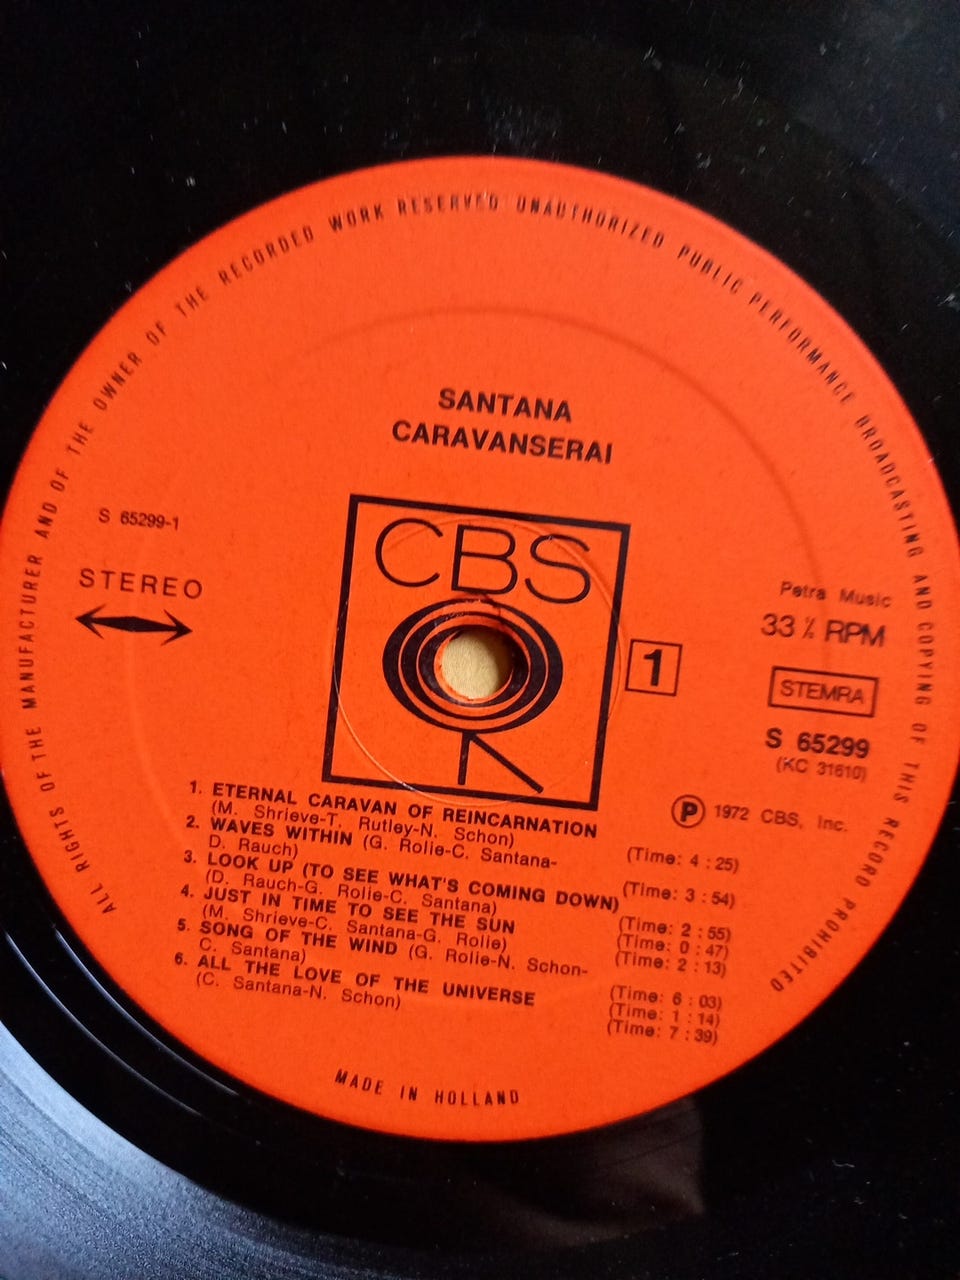 ALL RIGHTS OF THE MANUFACTURER AND OF THE OWNER OF THE RECORDED WORK RESERVED. UNAUTHORIZED PUBLIC PERFORMANCE BROADCASTING AND COPYING OF THIS RECORD PROHIBITED
SANTANA
CARAVANSERAI
S 65299-1
STEREO
CBS
1
Petra Music
33 ⅓ RPM
STEMRA
S 65299
(KC 31610)
Ⓟ 1972 CBS, Inc.
1. ETERNAL CARAVAN OF REINCARNATION
(M. Shrieve-T. Rutley-N. Schon) (Time: 4 : 25)
2. WAVES WITHIN (G. Rolie-C. Santana-
D. Rauch) (Time: 3 : 54)
3. LOOK UP (TO SEE WHAT'S COMING DOWN)
(D. Rauch-G. Rolie-C. Santana) (Time: 2 : 55)
4. JUST IN TIME TO SEE THE SUN (Time: 0 : 47)
(M. Shrieve-C. Santana-G. Rolie) (Time: 2 : 13)
5. SONG OF THE WIND (G. Rolie-N. Schon-
C. Santana) (Time: 6 : 03)
6. ALL THE LOVE OF THE UNIVERSE (Time: 1 : 14)
(C. Santana-N. Schon) (Time: 7 : 39)
MADE IN HOLLAND